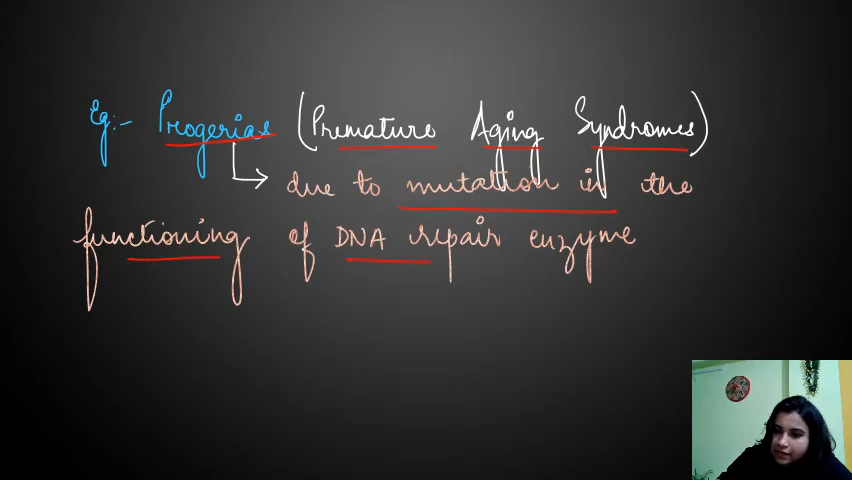 Eg:- Progerias (Premature Aging Syndromes)
→ due to mutation in the
functioning of DNA repair enzyme